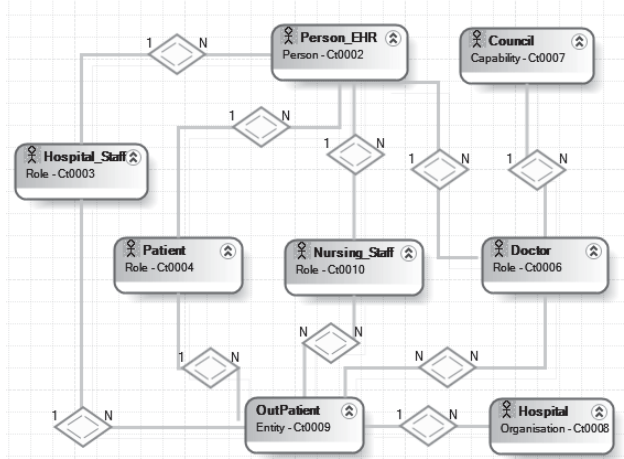 Person_EHR
Person - Ct0002
Council
Capability - Ct0007
1 N
1 N
1 N
1 N
1 N
Hospital_Staff
Role - Ct0003
Patient
Role - Ct0004
Nursing_Staff
Role - Ct0010
Doctor
Role - Ct0006
1 N
N N
N N
1 N
1 N
OutPatient
Entity - Ct0009
Hospital
Organisation - Ct0008